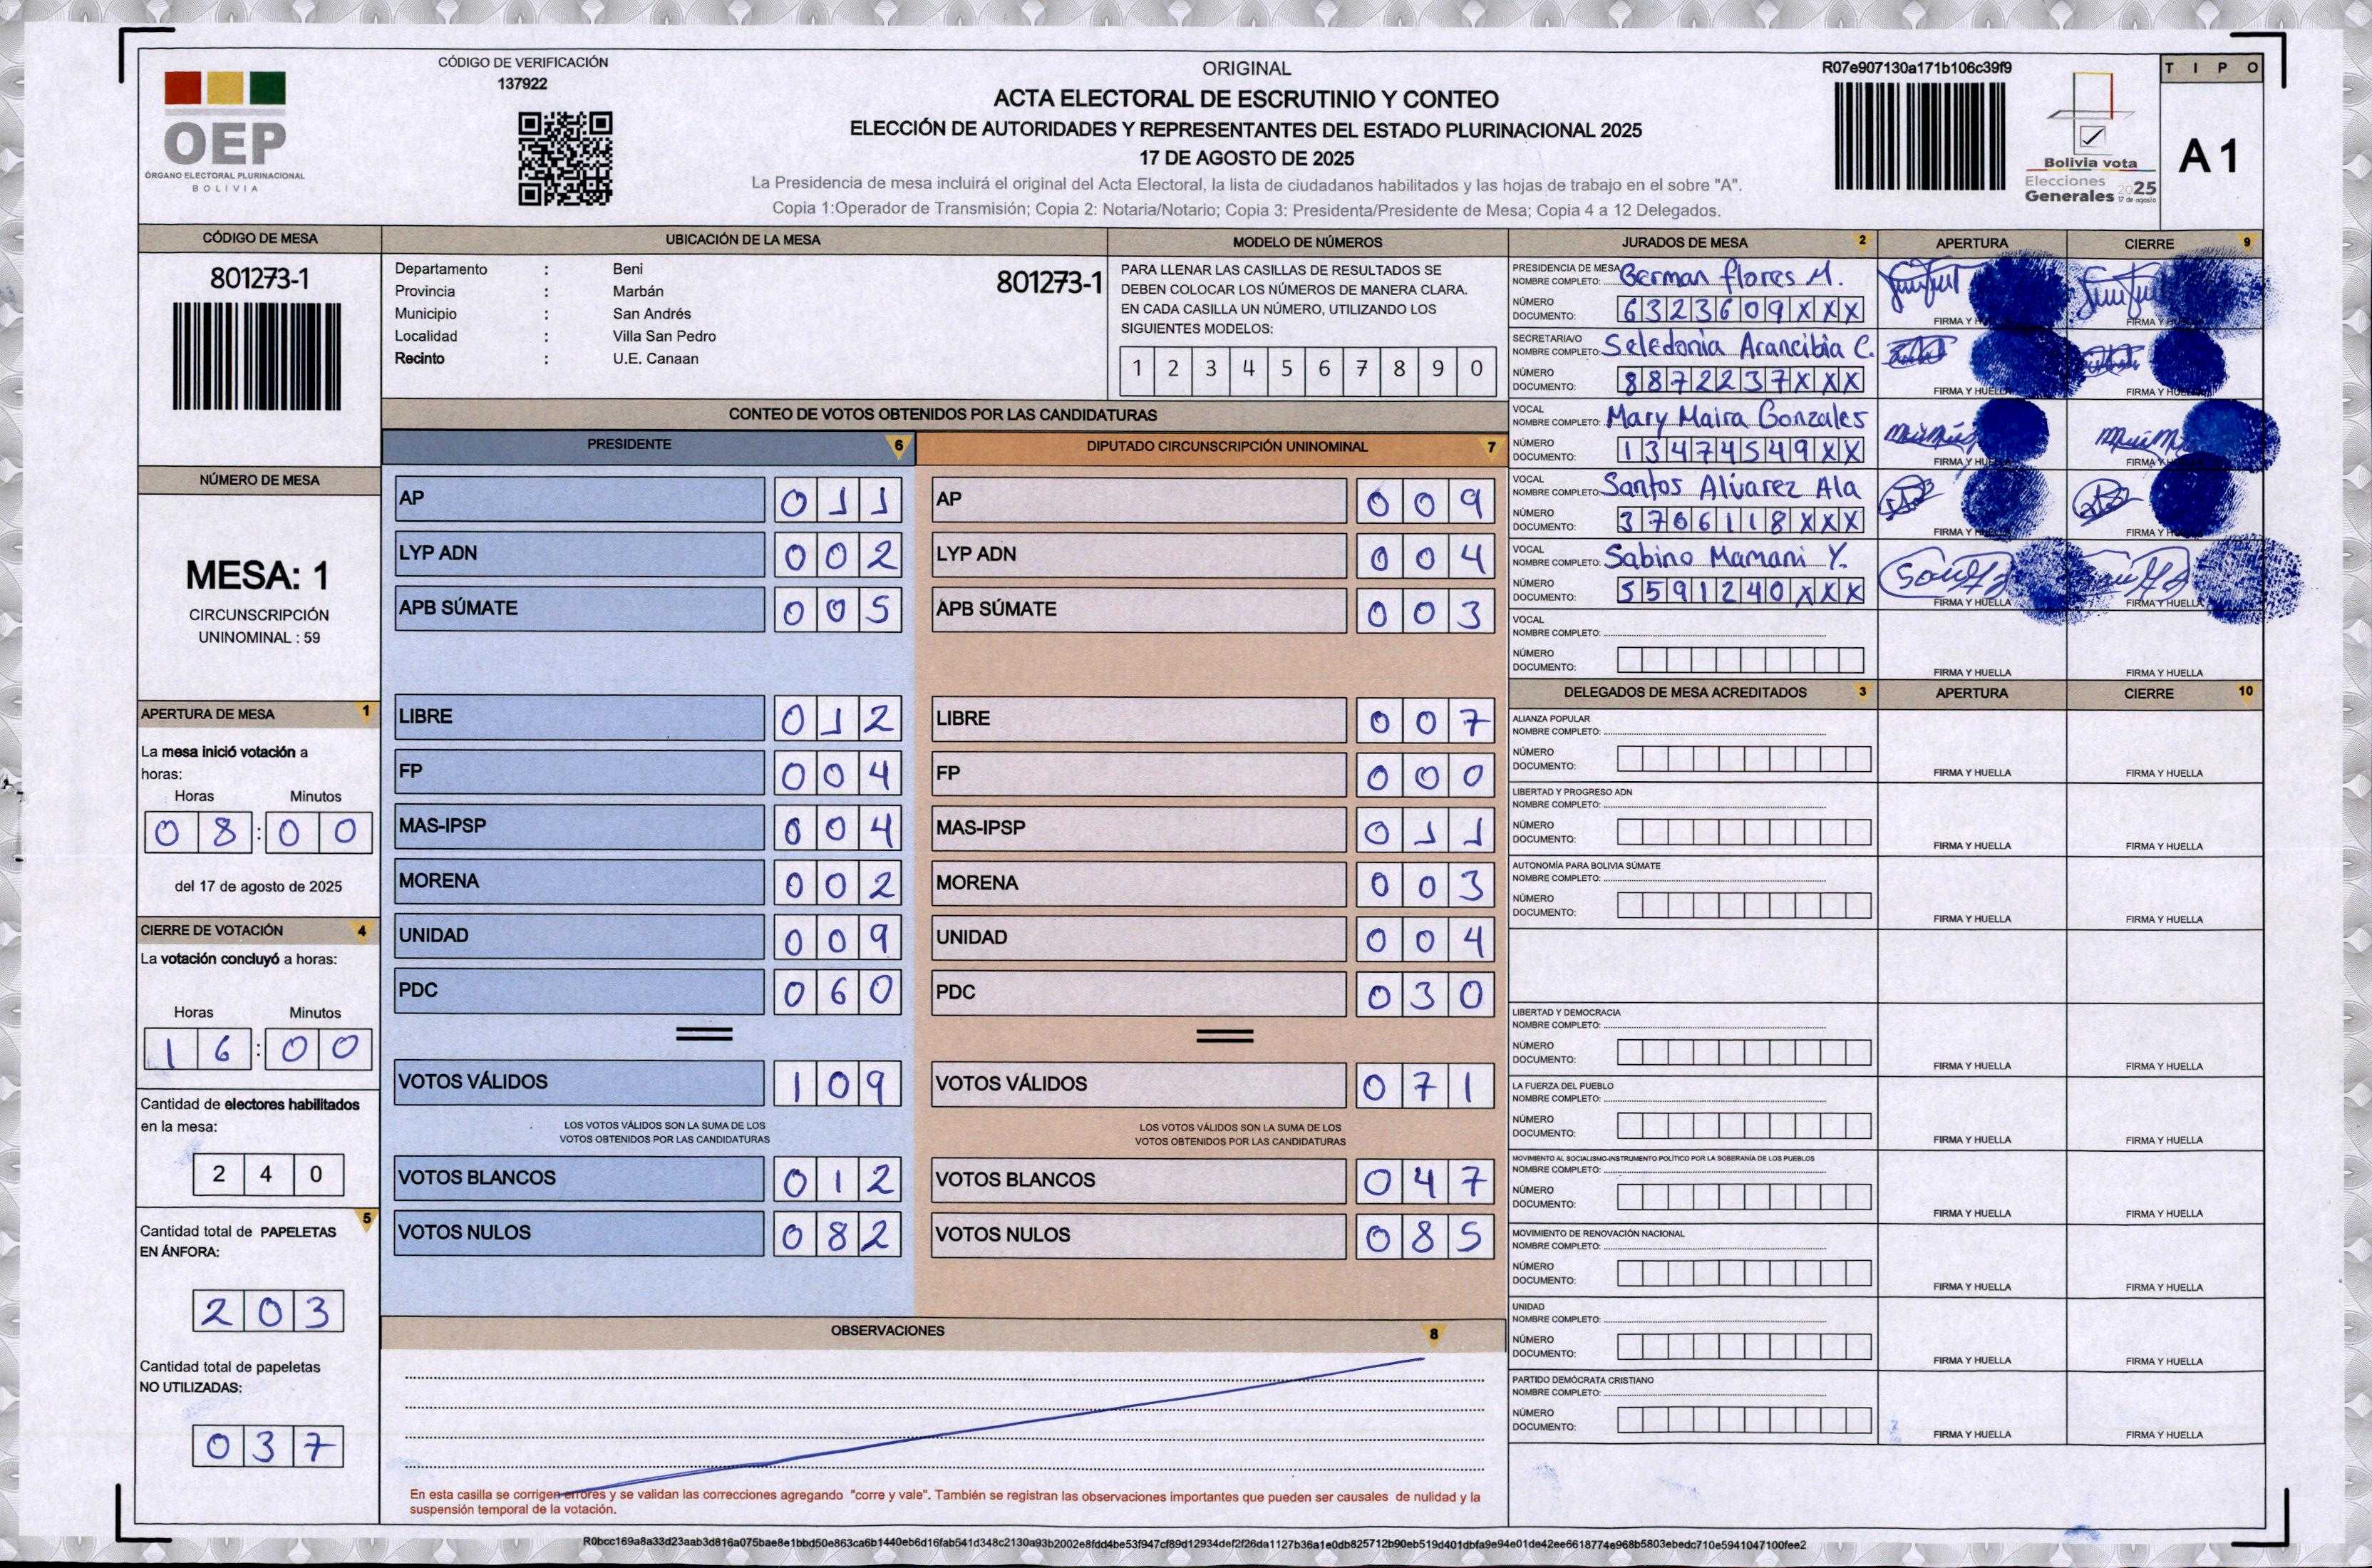 CÓDIGO DE VERIFICACIÓN
137922
OEP
ÓRGANO ELECTORAL PLURINACIONAL
BOLIVIA
ORIGINAL
ACTA ELECTORAL DE ESCRUTINIO Y CONTEO
ELECCIÓN DE AUTORIDADES Y REPRESENTANTES DEL ESTADO PLURINACIONAL 2025
17 DE AGOSTO DE 2025
La Presidencia de mesa incluirá el original del Acta Electoral, la lista de ciudadanos habilitados y las hojas de trabajo en el sobre "A".
Copia 1:Operador de Transmisión; Copia 2: Notaria/Notario; Copia 3: Presidenta/Presidente de Mesa; Copia 4 a 12 Delegados.
R07e907130a171b106c39f9
Bolivia vota
Elecciones
Generales 2025
17 de agosto
TIPO
A 1
CÓDIGO DE MESA
801273-1
NÚMERO DE MESA
MESA: 1
CIRCUNSCRIPCIÓN
UNINOMINAL : 59
APERTURA DE MESA 1
La mesa inició votación a
horas:
Horas Minutos
08:00
del 17 de agosto de 2025
CIERRE DE VOTACIÓN 4
La votación concluyó a horas:
Horas Minutos
16:00
Cantidad de electores habilitados
en la mesa:
240
5
Cantidad total de PAPELETAS
EN ÁNFORA:
203
Cantidad total de papeletas
NO UTILIZADAS:
037
UBICACIÓN DE LA MESA
Departamento : Beni
801273-1
Provincia : Marbán
Municipio : San Andrés
Localidad : Villa San Pedro
Recinto : U.E. Canaan
MODELO DE NÚMEROS
PARA LLENAR LAS CASILLAS DE RESULTADOS SE
DEBEN COLOCAR LOS NÚMEROS DE MANERA CLARA.
EN CADA CASILLA UN NÚMERO, UTILIZANDO LOS
SIGUIENTES MODELOS:
1 2 3 4 5 6 7 8 9 0
CONTEO DE VOTOS OBTENIDOS POR LAS CANDIDATURAS
PRESIDENTE 6
AP 011
LYP ADN 002
APB SÚMATE 005
LIBRE 012
FP 004
MAS-IPSP 004
MORENA 002
UNIDAD 009
PDC 060
VOTOS VÁLIDOS 109
LOS VOTOS VÁLIDOS SON LA SUMA DE LOS
VOTOS OBTENIDOS POR LAS CANDIDATURAS
VOTOS BLANCOS 012
VOTOS NULOS 082
DIPUTADO CIRCUNSCRIPCIÓN UNINOMINAL 7
AP 009
LYP ADN 004
APB SÚMATE 003
LIBRE 007
FP 000
MAS-IPSP 011
MORENA 003
UNIDAD 004
PDC 030
VOTOS VÁLIDOS 071
LOS VOTOS VÁLIDOS SON LA SUMA DE LOS
VOTOS OBTENIDOS POR LAS CANDIDATURAS
VOTOS BLANCOS 047
VOTOS NULOS 085
OBSERVACIONES 8
En esta casilla se corrigen errores y se validan las correcciones agregando "corre y vale". También se registran las observaciones importantes que pueden ser causales de nulidad y la
suspensión temporal de la votación.
JURADOS DE MESA 2 APERTURA CIERRE 9
PRESIDENCIA DE MESA
NOMBRE COMPLETO: German flores M.
NÚMERO
DOCUMENTO: 6323609XXX
FIRMA Y FIRMA Y
SECRETARIA/O
NOMBRE COMPLETO: Seledonia Arancibia C.
NÚMERO
DOCUMENTO: 8872237XXX
FIRMA Y HUELLA FIRMA Y HUELLA
VOCAL
NOMBRE COMPLETO: Mary Maira Gonzales
NÚMERO
DOCUMENTO: 13474549XX
FIRMA Y HUELLA FIRMA Y
VOCAL
NOMBRE COMPLETO: Santos Alvarez Ala
NÚMERO
DOCUMENTO: 3706118XXX
FIRMA Y FIRMA Y
VOCAL
NOMBRE COMPLETO: Sabino Mamani Y.
NÚMERO
DOCUMENTO: 5591240XXX
FIRMA Y HUELLA FIRMA Y HUELLA
VOCAL
NOMBRE COMPLETO:
NÚMERO
DOCUMENTO:
FIRMA Y HUELLA FIRMA Y HUELLA
DELEGADOS DE MESA ACREDITADOS 3 APERTURA CIERRE 10
ALIANZA POPULAR
NOMBRE COMPLETO:
NÚMERO
DOCUMENTO:
FIRMA Y HUELLA FIRMA Y HUELLA
LIBERTAD Y PROGRESO ADN
NOMBRE COMPLETO:
NÚMERO
DOCUMENTO:
FIRMA Y HUELLA FIRMA Y HUELLA
AUTONOMÍA PARA BOLIVIA SÚMATE
NOMBRE COMPLETO:
NÚMERO
DOCUMENTO:
FIRMA Y HUELLA FIRMA Y HUELLA
LIBERTAD Y DEMOCRACIA
NOMBRE COMPLETO:
NÚMERO
DOCUMENTO:
FIRMA Y HUELLA FIRMA Y HUELLA
LA FUERZA DEL PUEBLO
NOMBRE COMPLETO:
NÚMERO
DOCUMENTO:
FIRMA Y HUELLA FIRMA Y HUELLA
MOVIMIENTO AL SOCIALISMO-INSTRUMENTO POLÍTICO POR LA SOBERANÍA DE LOS PUEBLOS
NOMBRE COMPLETO:
NÚMERO
DOCUMENTO:
FIRMA Y HUELLA FIRMA Y HUELLA
MOVIMIENTO DE RENOVACIÓN NACIONAL
NOMBRE COMPLETO:
NÚMERO
DOCUMENTO:
FIRMA Y HUELLA FIRMA Y HUELLA
UNIDAD
NOMBRE COMPLETO:
NÚMERO
DOCUMENTO:
FIRMA Y HUELLA FIRMA Y HUELLA
PARTIDO DEMÓCRATA CRISTIANO
NOMBRE COMPLETO:
NÚMERO
DOCUMENTO:
FIRMA Y HUELLA FIRMA Y HUELLA